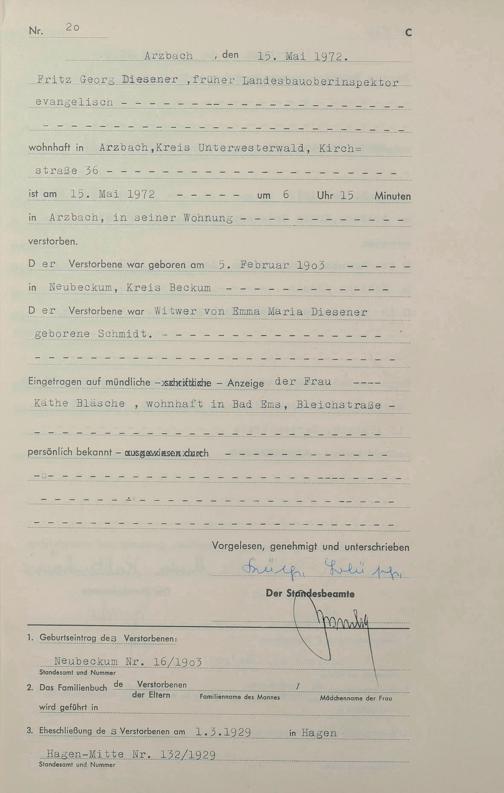 Nr. 20 C
Arzbach , den 15. Mai 1972.
Fritz Georg Diesener ,früher Landesbauoberinspektor
evangelisch - - - - - - - - - - - - - - - - - - -
- - - - - - - - - - - - - - - - - - - - - - - -
wohnhaft in Arzbach,Kreis Unterwesterwald, Kirch=
straße 36 - - - - - - - - - - - - - - - - - - - -
ist am 15. Mai 1972 - - - - - um 6 Uhr 15 Minuten
in Arzbach, in seiner Wohnung - - - - - - - - - - -
verstorben.
D er Verstorbene war geboren am 5. Februar 1903 - - - - -
in Neubeckum, Kreis Beckum - - - - - - - - - - - -
D er Verstorbene war Witwer von Emma Maria Diesener
geborene Schmidt. - - - - - - - - - - - - - - - -
- - - - - - - - - - - - - - - - - - - - - - - -
Eingetragen auf mündliche – schriftliche – Anzeige der Frau ----
Käthe Bläsche , wohnhaft in Bad Ems, Bleichstraße -
- - - - - - - - - - - - - - - - - - - - - - - -
persönlich bekannt – ausgewiesen durch - - - - - - - - - - - -
- - - - - - - - - - - - - - - - - - - ---- - - - -
- - - - - - - - - - - - - - - - - - - - - - - -
- - - - - - - - - - - - - - - - - - - - - - - -
Vorgelesen, genehmigt und unterschrieben
Der Standesbeamte
1. Geburtseintrag des Verstorbenen:
Neubeckum Nr. 16/1903
Standesamt und Nummer
2. Das Familienbuch de Verstorbenen /
der Eltern Familienname des Mannes Mädchenname der Frau
wird geführt in
3. Eheschließung de s Verstorbenen am 1.3.1929 in Hagen
Hagen-Mitte Nr. 132/1929
Standesamt und Nummer